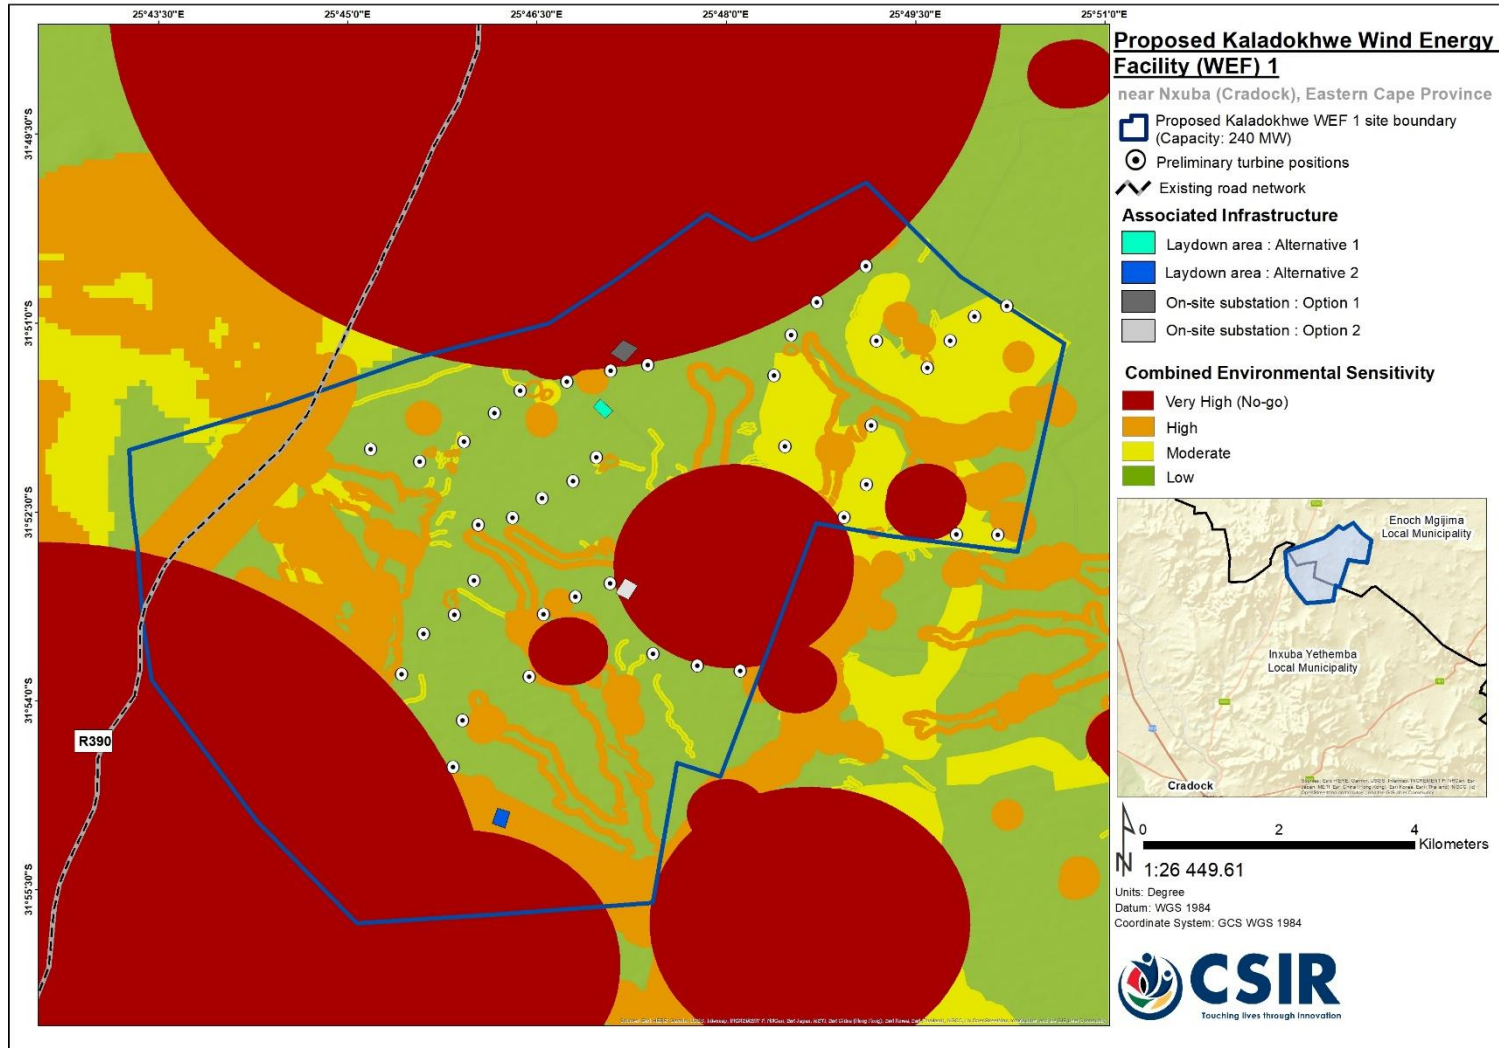 25°43'30"E
25°45'0"E
25°46'30"E
25°48'0"E
25°49'30"E
25°51'0"E
31°49'30"S
31°51'0"S
31°52'30"S
31°54'0"S
31°55'30"S
R390
Proposed Kaladokhwe Wind Energy
Facility (WEF) 1
near Nxuba (Cradock), Eastern Cape Province
Proposed Kaladokhwe WEF 1 site boundary
(Capacity: 240 MW)
Preliminary turbine positions
Existing road network
Associated Infrastructure
Laydown area : Alternative 1
Laydown area : Alternative 2
On-site substation : Option 1
On-site substation : Option 2
Combined Environmental Sensitivity
Very High (No-go)
High
Moderate
Low
Enoch Mgijima
Local Municipality
Inxuba Yethemba
Local Municipality
Cradock
0 2 4
Kilometers
N
1:26 449.61
Units: Degree
Datum: WGS 1984
Coordinate System: GCS WGS 1984
CSIR
Touching lives through innovation